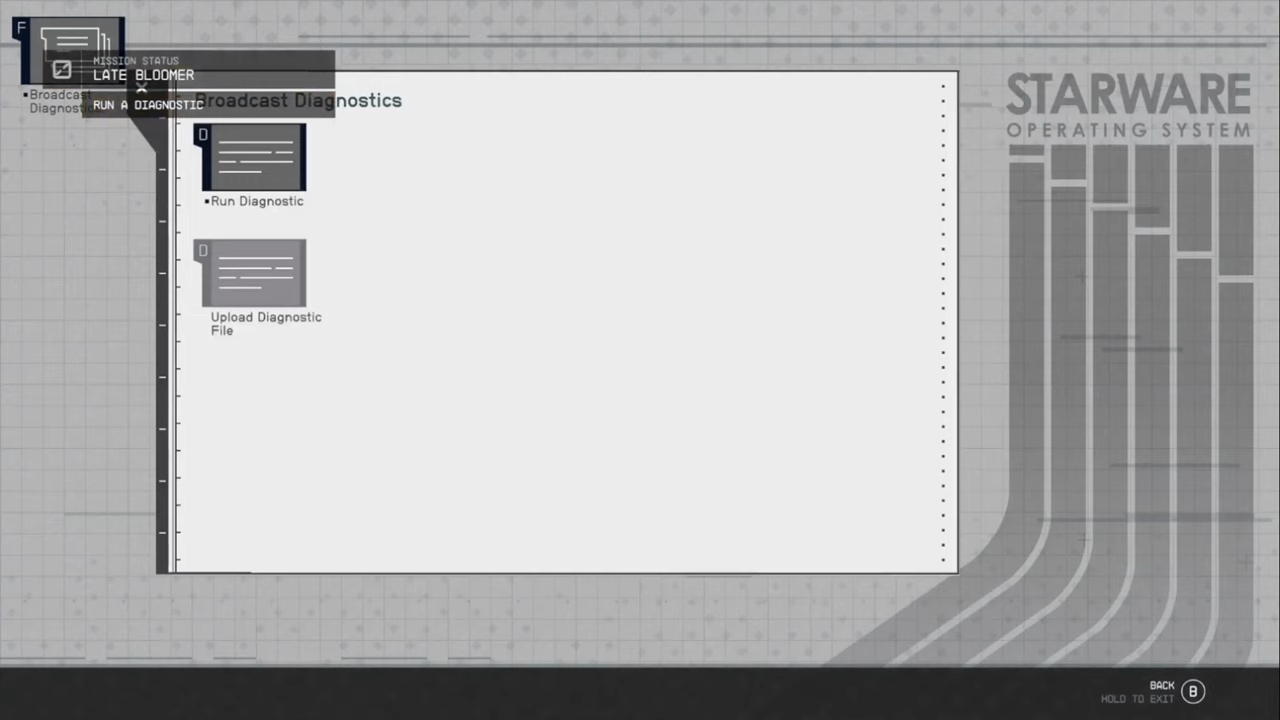 F
MISSION STATUS
LATE BLOOMER
Broadcast
Diagnostic
RUN A DIAGNOSTIC
Broadcast Diagnostics
D
Run Diagnostic
D
Upload Diagnostic
File
STARWARE
OPERATING SYSTEM
BACK
HOLD TO EXIT
B